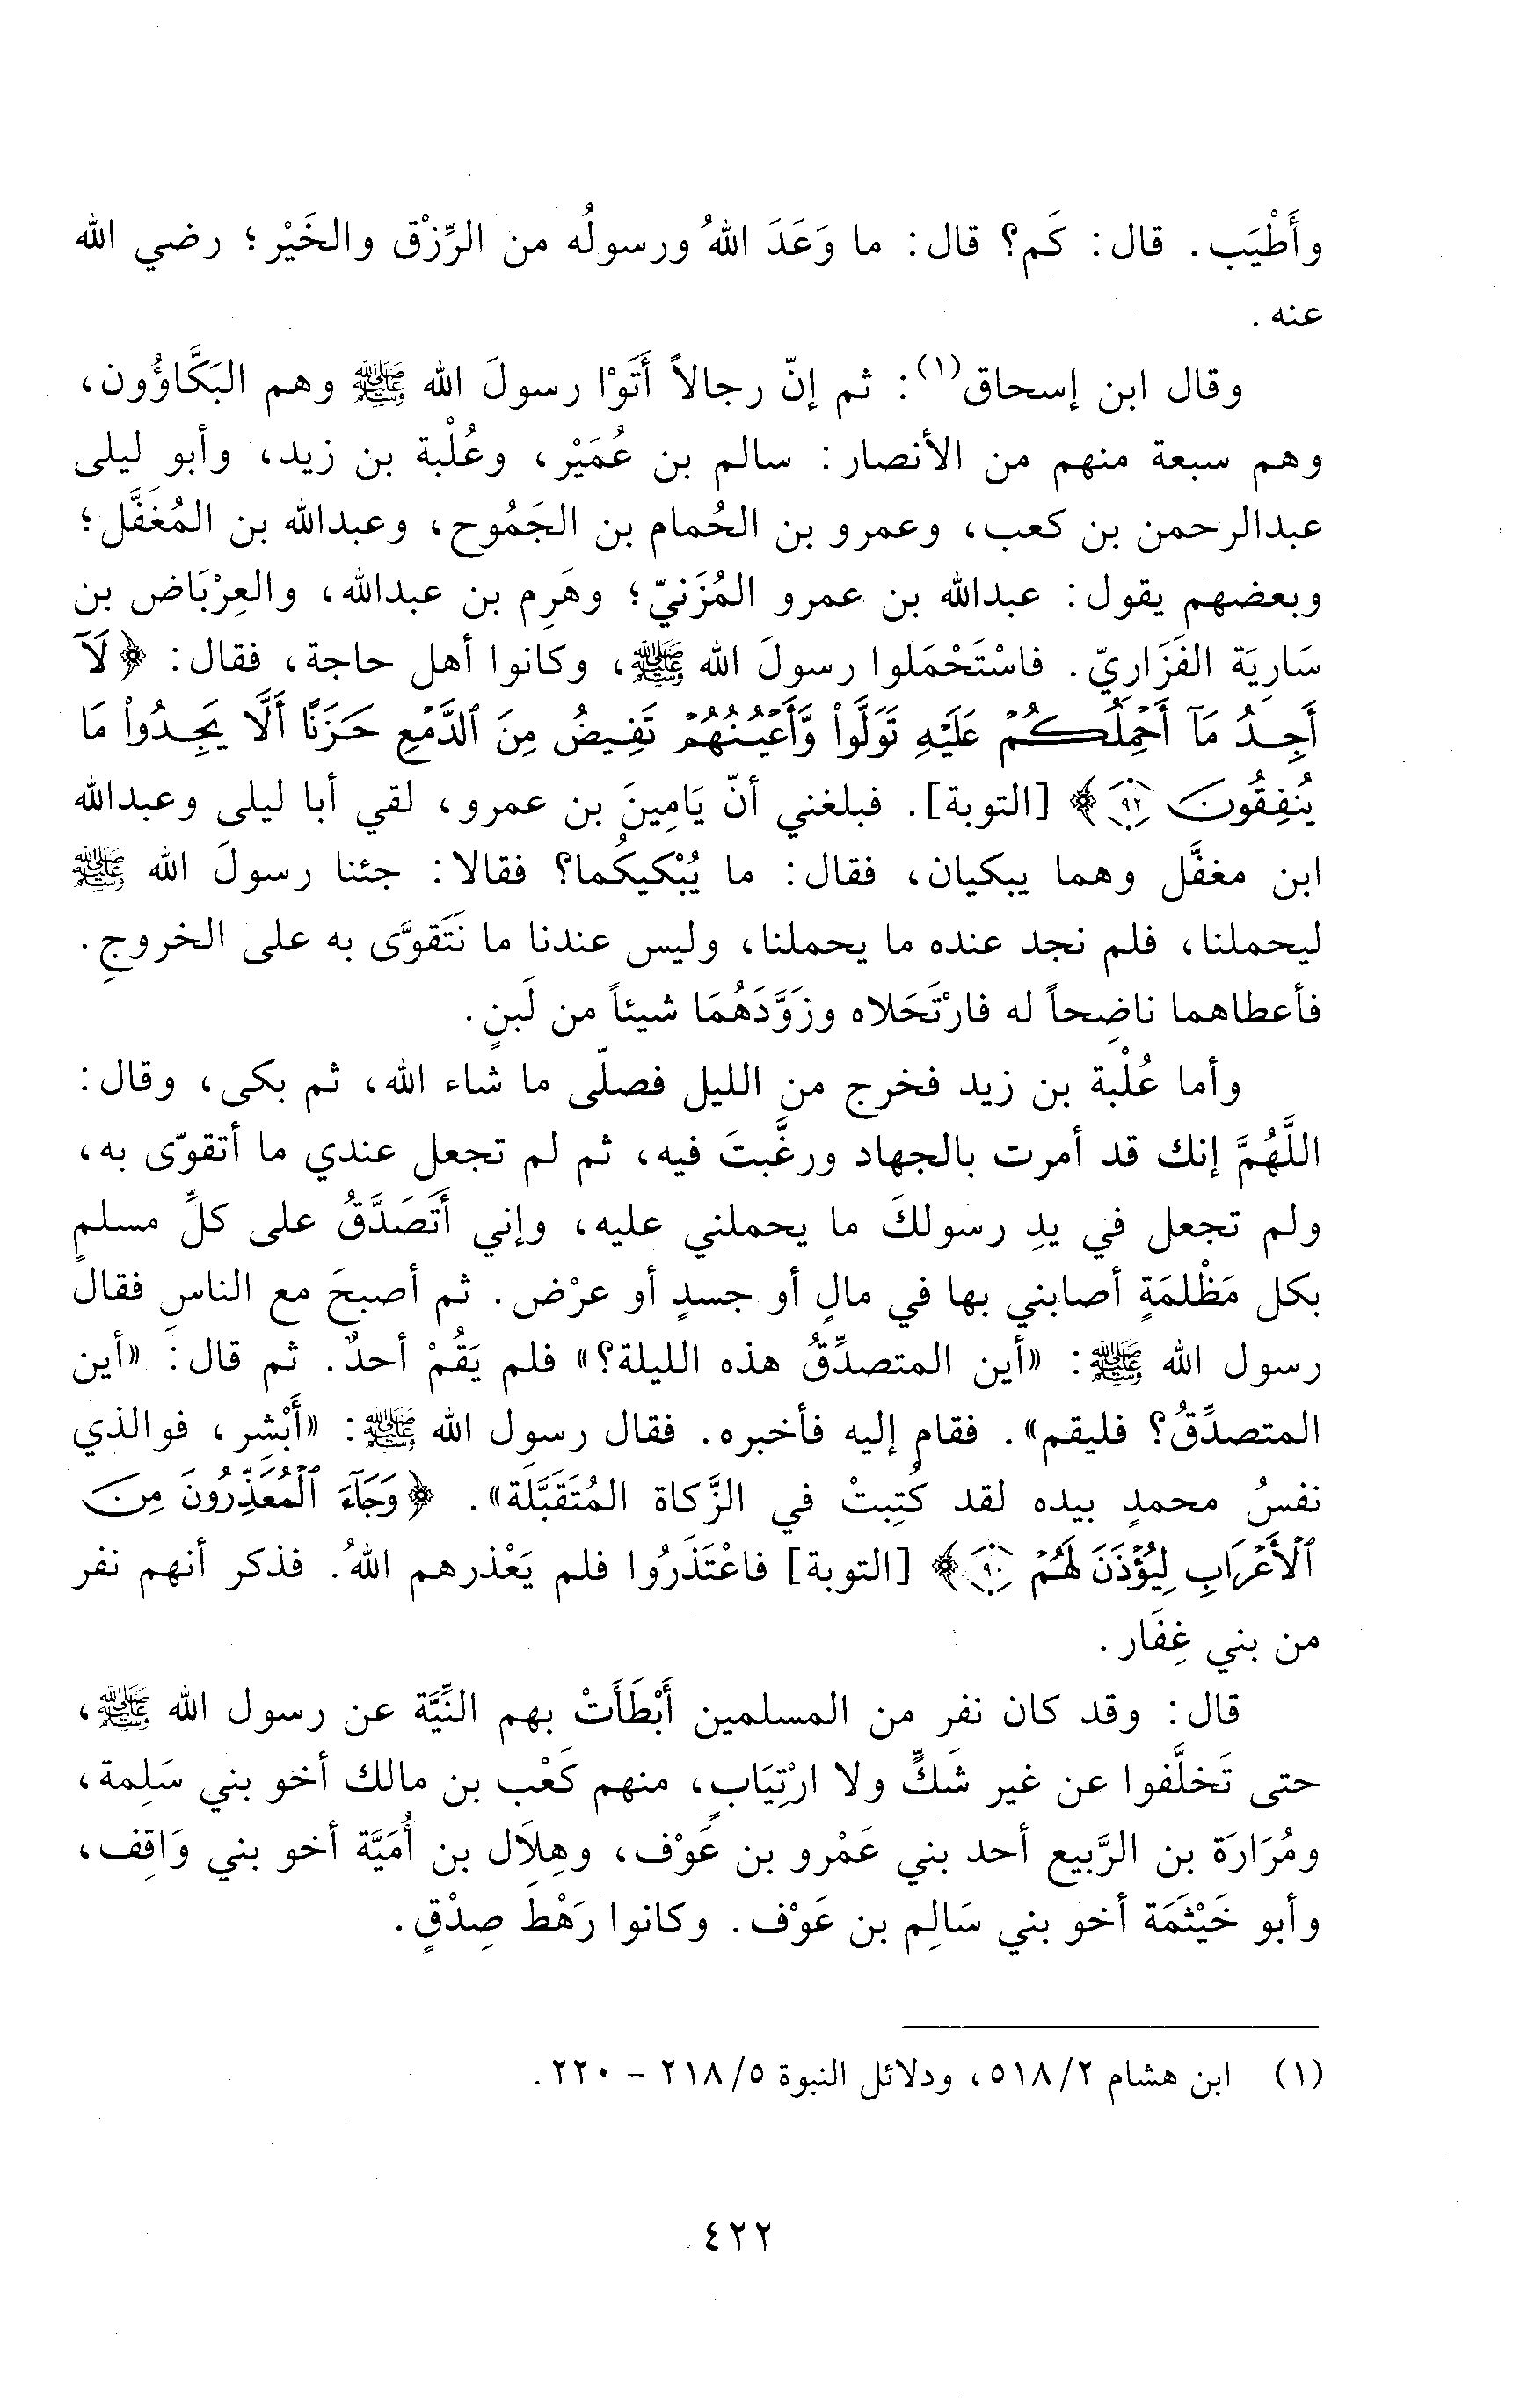 وأَطْيَب. قال: كَم؟ قال: ما وَعَدَ اللهُ ورسولُه من الرِّزْق والخَيْر؛ رضي الله
عنه.
وقال ابن إسحاق(١): ثم إنّ رجالاً أَتَوْا رسولَ الله ﷺ وهم البَكَّاؤُون،
وهم سبعة منهم من الأنصار: سالم بن عُمَيْر، وعُلْبة بن زيد، وأبو ليلى
عبدالرحمن بن كعب، وعمرو بن الحُمام بن الجَمُوح، وعبدالله بن المُغَفَّل؛
وبعضهم يقول: عبدالله بن عمرو المُزَنيّ؛ وهَرِم بن عبدالله، والعِرْبَاض بن
سَارِيَة الفَزَاريّ. فاسْتَحْمَلوا رسولَ الله ﷺ، وكانوا أهل حاجة، فقال: ﴿لَآ
أَجِدُ مَآ أَحْمِلُكُمْ عَلَيْهِ تَوَلَّوا۟ وَّأَعْيُنُهُمْ تَفِيضُ مِنَ ٱلدَّمْعِ حَزَنًا أَلَّا يَجِدُوا۟ مَا
يُنفِقُونَ ٩٢﴾ [التوبة]. فبلغني أنّ يَامِينَ بن عمرو، لقي أبا ليلى وعبدالله
ابن مغفَّل وهما يبكيان، فقال: ما يُبْكيكُما؟ فقالا: جئنا رسولَ الله ﷺ
ليحملنا، فلم نجد عنده ما يحملنا، وليس عندنا ما نَتَقوَّى به على الخروجِ.
فأعطاهما ناضِحاً له فارْتَحَلاه وزَوَّدَهُمَا شيئاً من لَبنٍ.
وأما عُلْبة بن زيد فخرج من الليل فصلّى ما شاء الله، ثم بكى، وقال:
اللَّهُمَّ إنك قد أمرت بالجهاد ورغَّبتَ فيه، ثم لم تجعل عندي ما أتقوّى به،
ولم تجعل في يدِ رسولكَ ما يحملني عليه، وإني أَتَصَدَّقُ على كلِّ مسلمٍ
بكل مَظْلمَةٍ أصابني بها في مالٍ أو جسدٍ أو عرْض. ثم أصبحَ مع الناسِ فقال
رسول الله ﷺ: «أين المتصدِّقُ هذه الليلة؟» فلم يَقُمْ أحدٌ. ثم قال: «أين
المتصدِّقُ؟ فليقم». فقام إليه فأخبره. فقال رسول الله ﷺ: «أَبْشِر، فوالذي
نفسُ محمدٍ بيده لقد كُتِبتْ في الزَّكاة المُتَقَبَّلَة». ﴿وَجَآءَ ٱلْمُعَذِّرُونَ مِنَ
ٱلْأَعْرَابِ لِيُؤْذَنَ لَهُمْ ٩٠﴾ [التوبة] فاعْتَذَرُوا فلم يَعْذرهم اللهُ. فذكر أنهم نفر
من بني غِفَار.
قال: وقد كان نفر من المسلمين أَبْطَأَتْ بهم النِّيَّة عن رسول الله ﷺ،
حتى تَخلَّفوا عن غير شَكٍّ ولا ارْتِيَابٍ، منهم كَعْب بن مالك أخو بني سَلِمة،
ومُرَارَة بن الرَّبيع أحد بني عَمْرو بن عَوْف، وهِلَال بن أُمَيَّة أخو بني وَاقِف،
وأبو خَيْثَمَة أخو بني سَالِم بن عَوْف. وكانوا رَهْطَ صِدْقٍ.
(١) ابن هشام ٥١٨/٢، ودلائل النبوة ٢١٨/٥ - ٢٢٠.
٤٢٢